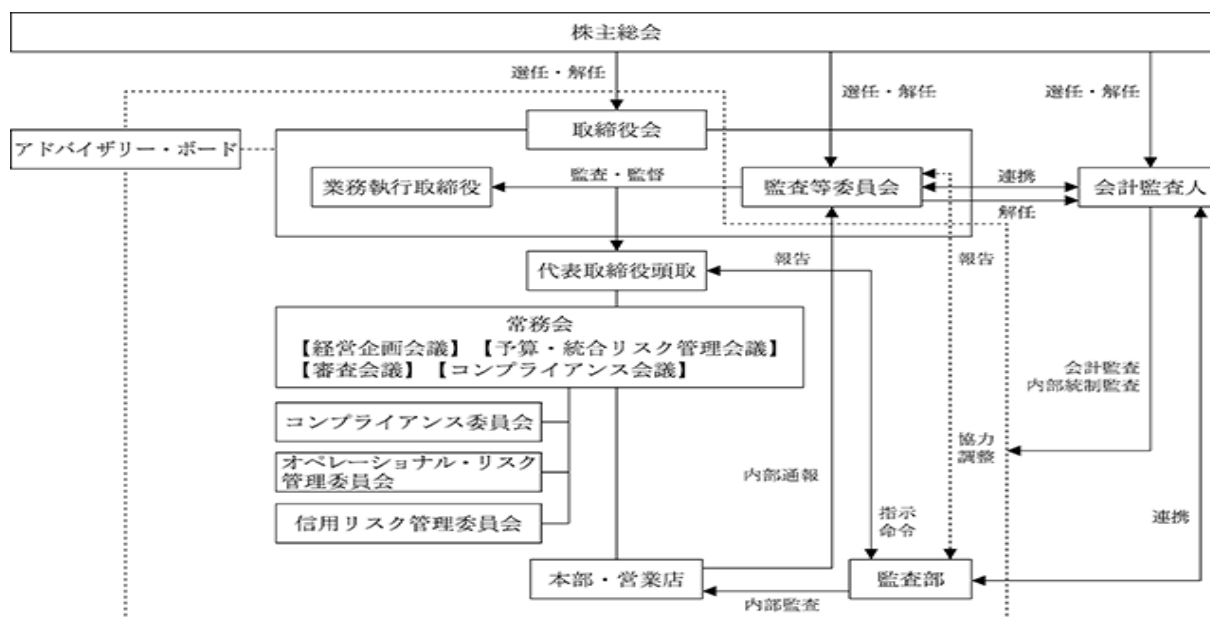 株主総会
選任・解任
選任・解任
選任・解任
取締役会
アドバイザリー・ボード
業務執行取締役
監査・監督
監査等委員会
連携
会計監査人
解任
代表取締役頭取
報告
報告
常務会
【経営企画会議】【予算・統合リスク管理会議】
【審査会議】【コンプライアンス会議】
会計監査
内部統制監査
コンプライアンス委員会
オペレーショナル・リスク
管理委員会
協力
調整
内部通報
信用リスク管理委員会
指示
命令
連携
本部・営業店
監査部
内部監査